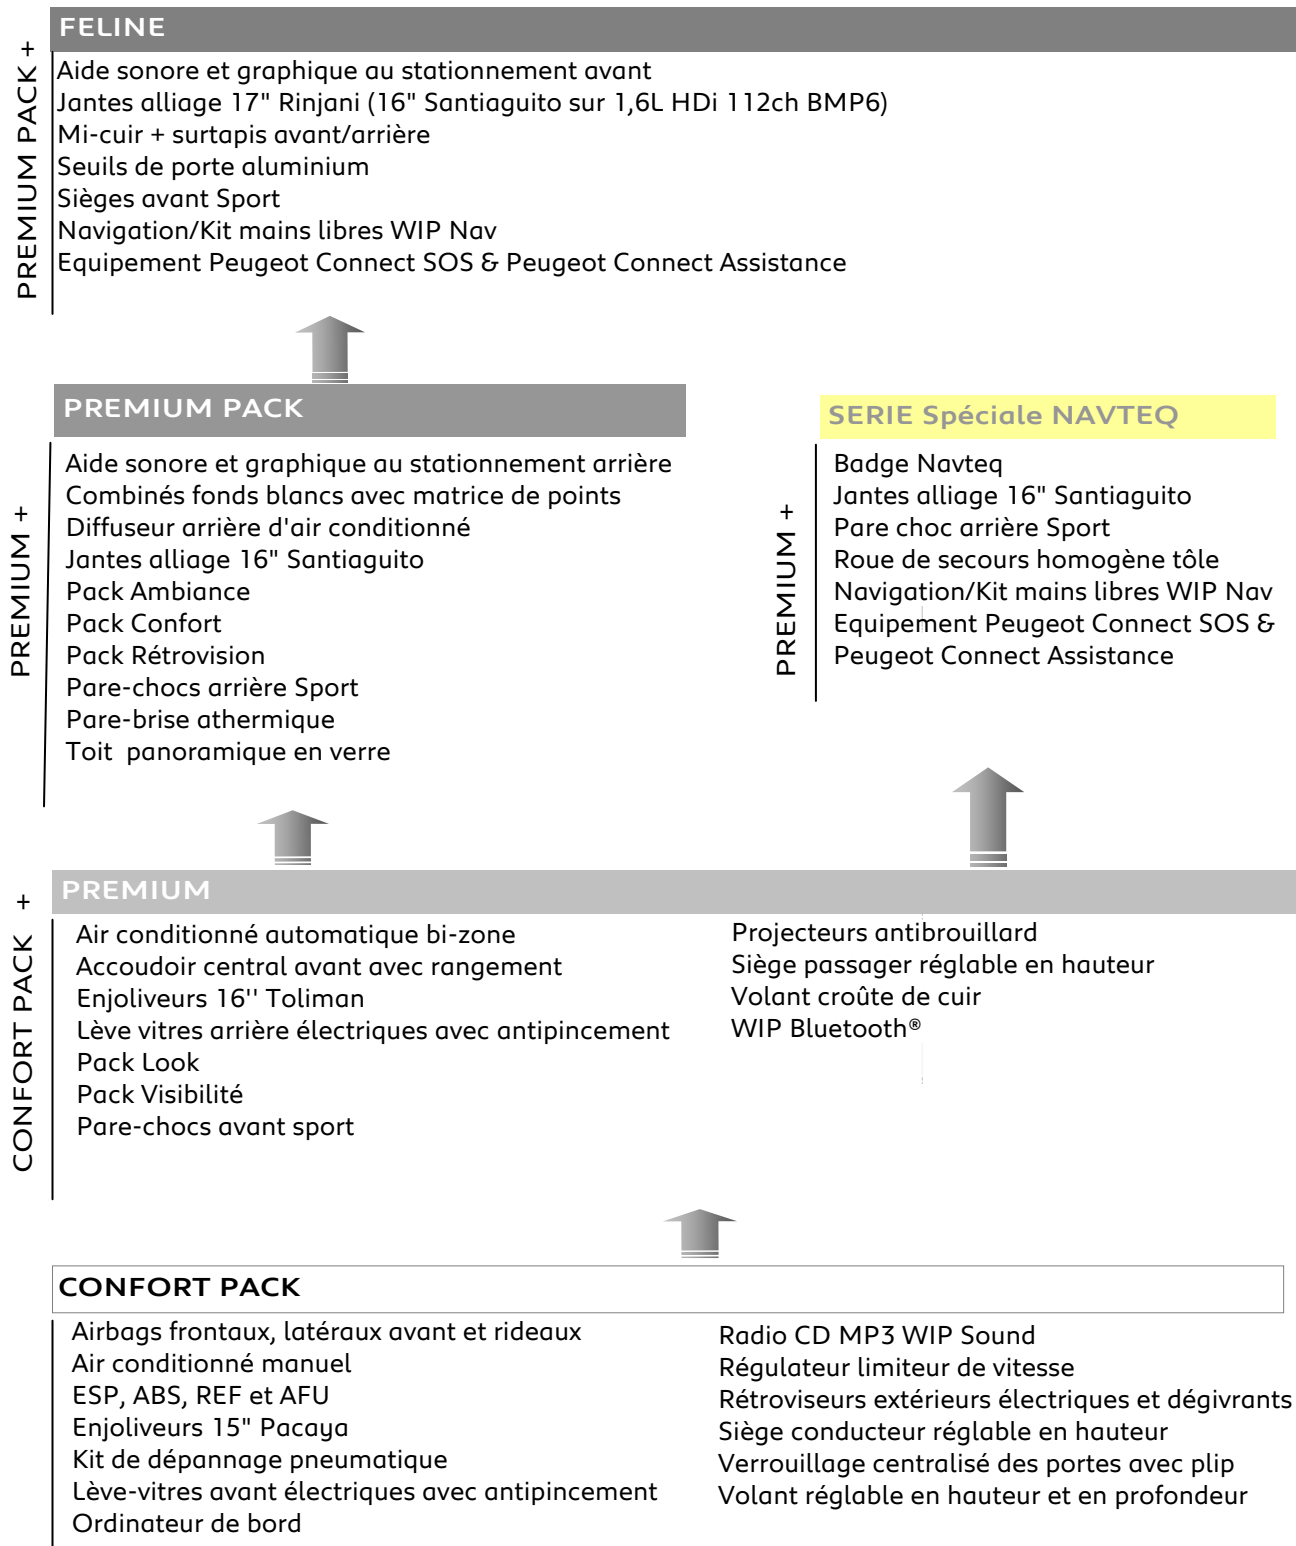 FELINE
PREMIUM PACK +
Aide sonore et graphique au stationnement avant
Jantes alliage 17" Rinjani (16" Santiaguito sur 1,6L HDi 112ch BMP6)
Mi-cuir + surtapis avant/arrière
Seuils de porte aluminium
Sièges avant Sport
Navigation/Kit mains libres WIP Nav
Equipement Peugeot Connect SOS & Peugeot Connect Assistance
PREMIUM PACK
PREMIUM +
Aide sonore et graphique au stationnement arrière
Combinés fonds blancs avec matrice de points
Diffuseur arrière d'air conditionné
Jantes alliage 16" Santiaguito
Pack Ambiance
Pack Confort
Pack Rétrovision
Pare-chocs arrière Sport
Pare-brise athermique
Toit  panoramique en verre
SERIE Spéciale NAVTEQ
PREMIUM +
Badge Navteq
Jantes alliage 16" Santiaguito
Pare choc arrière Sport
Roue de secours homogène tôle
Navigation/Kit mains libres WIP Nav
Equipement Peugeot Connect SOS &
Peugeot Connect Assistance
PREMIUM
CONFORT PACK +
Air conditionné automatique bi-zone
Accoudoir central avant avec rangement
Enjoliveurs 16'' Toliman
Lève vitres arrière électriques avec antipincement
Pack Look
Pack Visibilité
Pare-chocs avant sport
Projecteurs antibrouillard
Siège passager réglable en hauteur
Volant croûte de cuir
WIP Bluetooth®
CONFORT PACK
Airbags frontaux, latéraux avant et rideaux
Air conditionné manuel
ESP, ABS, REF et AFU
Enjoliveurs 15" Pacaya
Kit de dépannage pneumatique
Lève-vitres avant électriques avec antipincement
Ordinateur de bord
Radio CD MP3 WIP Sound
Régulateur limiteur de vitesse
Rétroviseurs extérieurs électriques et dégivrants
Siège conducteur réglable en hauteur
Verrouillage centralisé des portes avec plip
Volant réglable en hauteur et en profondeur